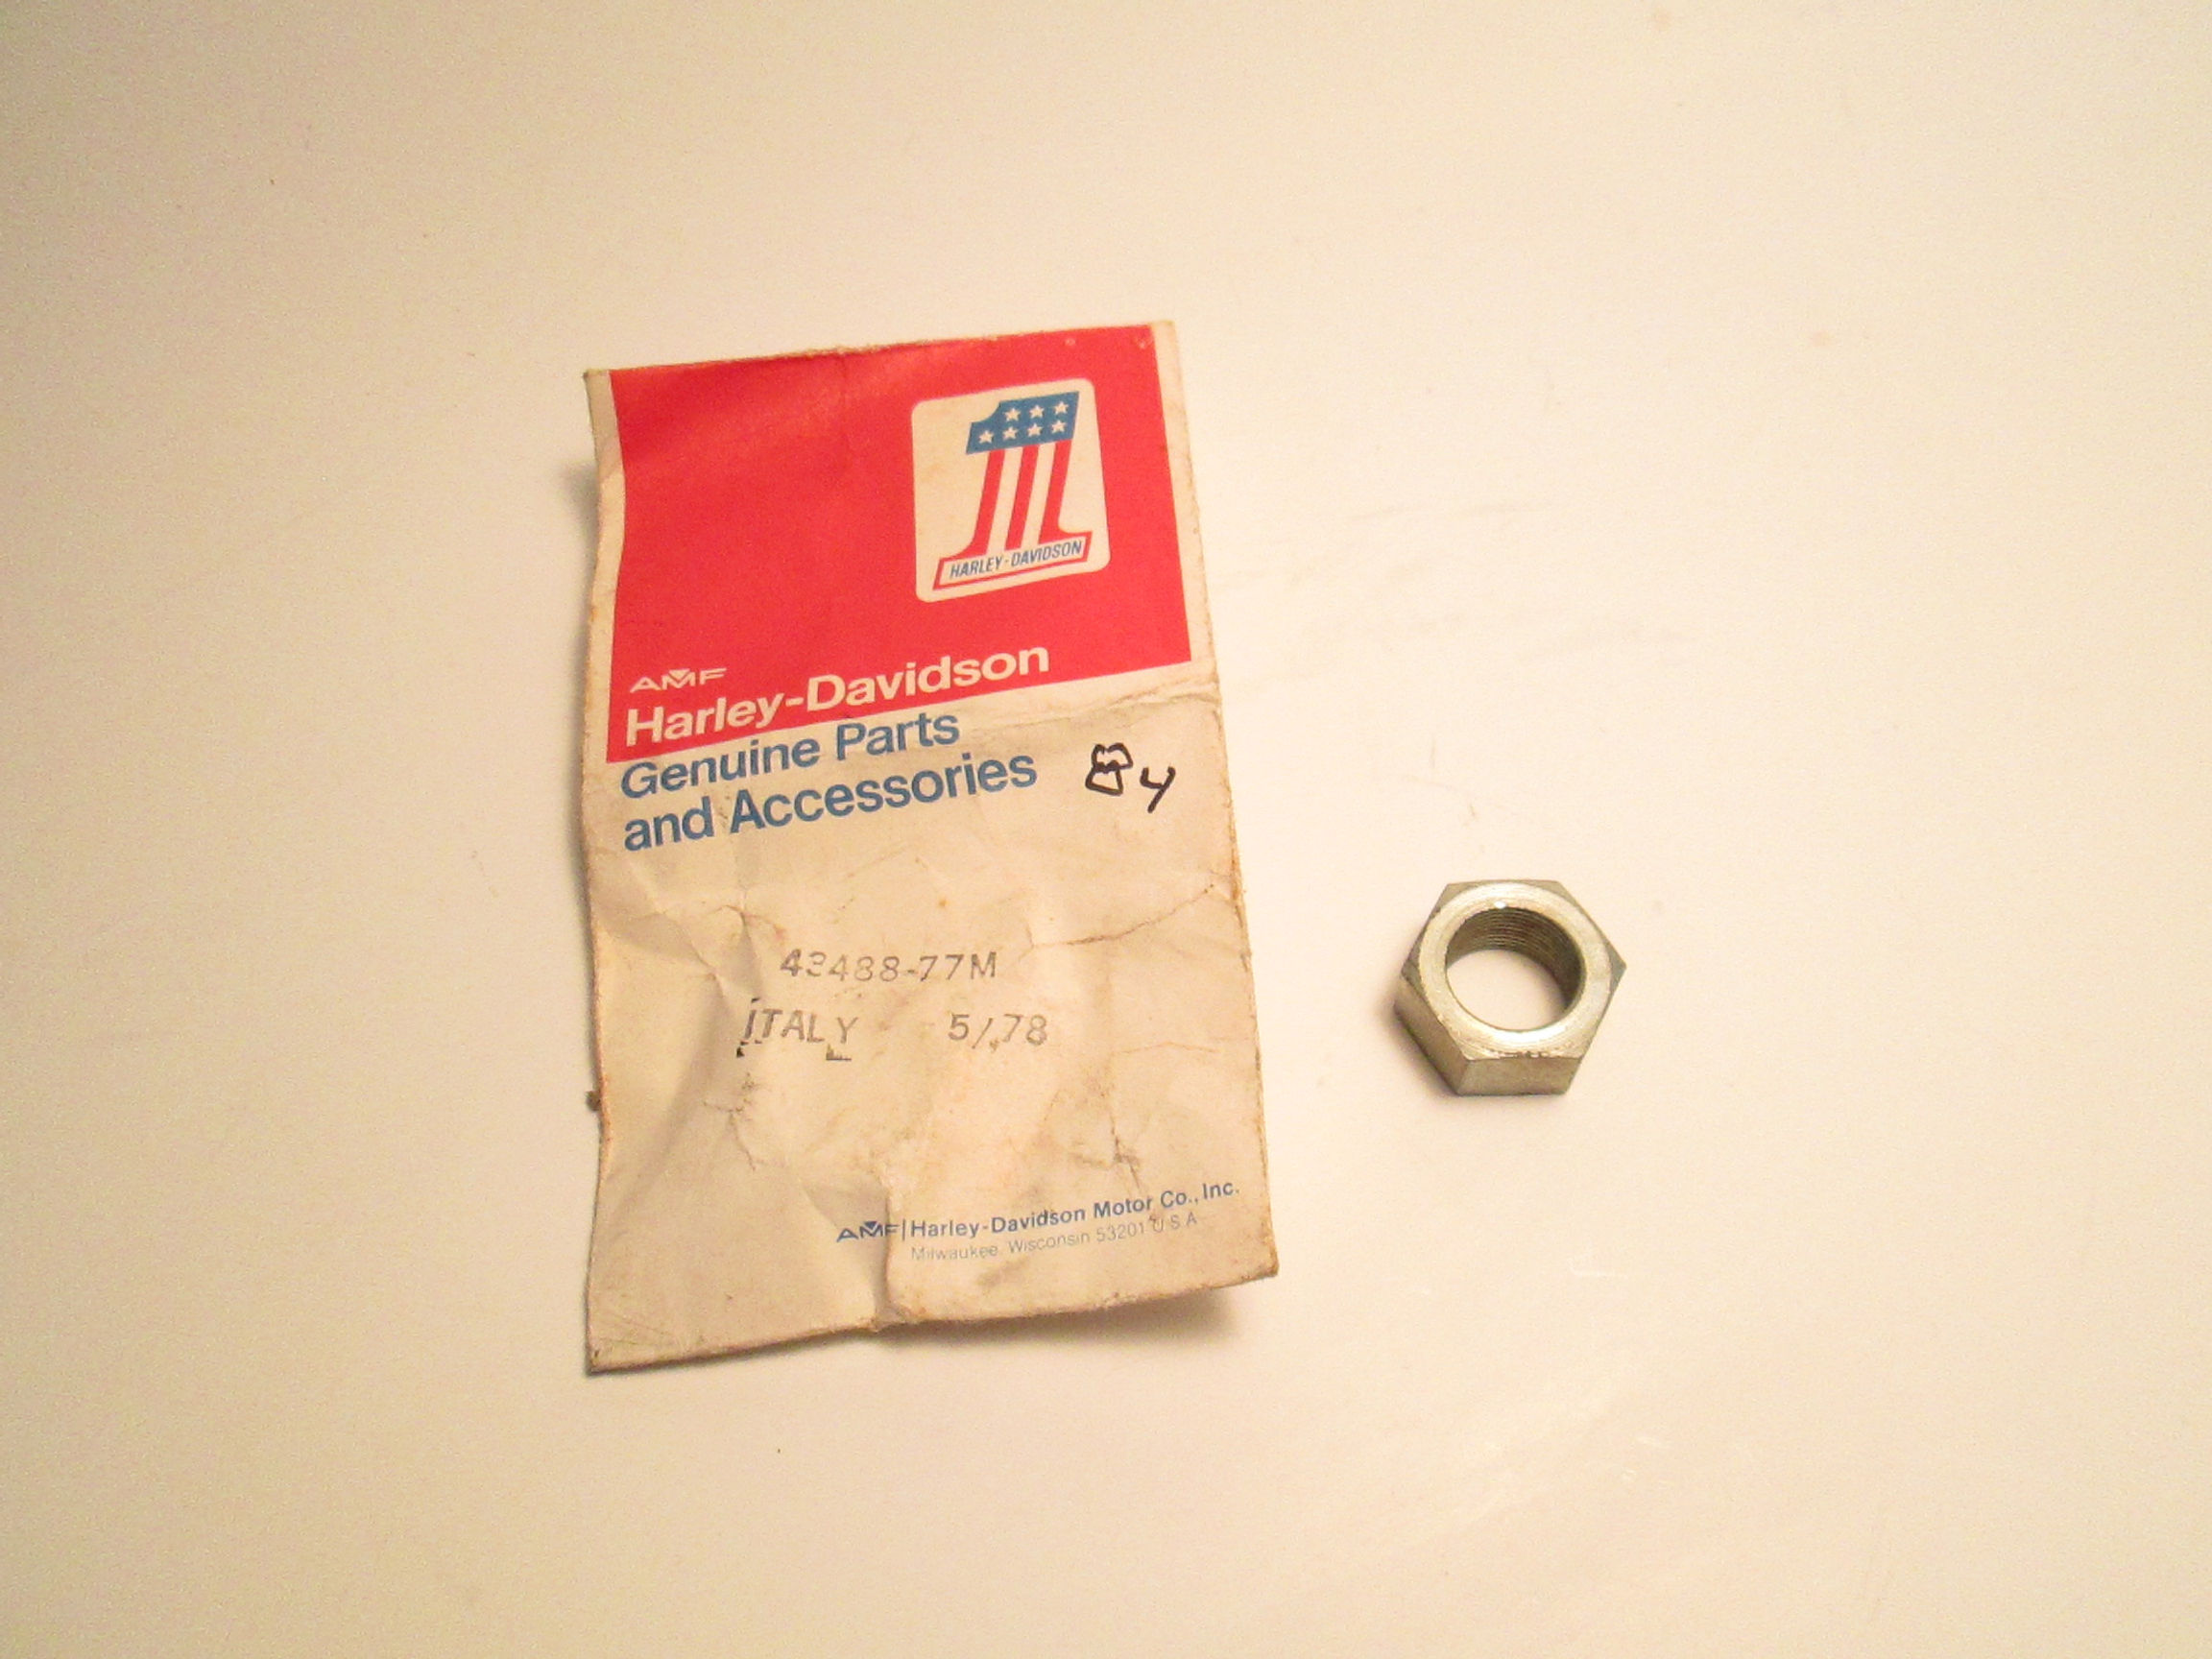 HARLEY-DAVIDSON
AMF
Harley-Davidson
Genuine Parts
and Accessories
43488-77M
ITALY 5/78
AMF Harley-Davidson Motor Co., Inc.
Milwaukee, Wisconsin 53201 U S A